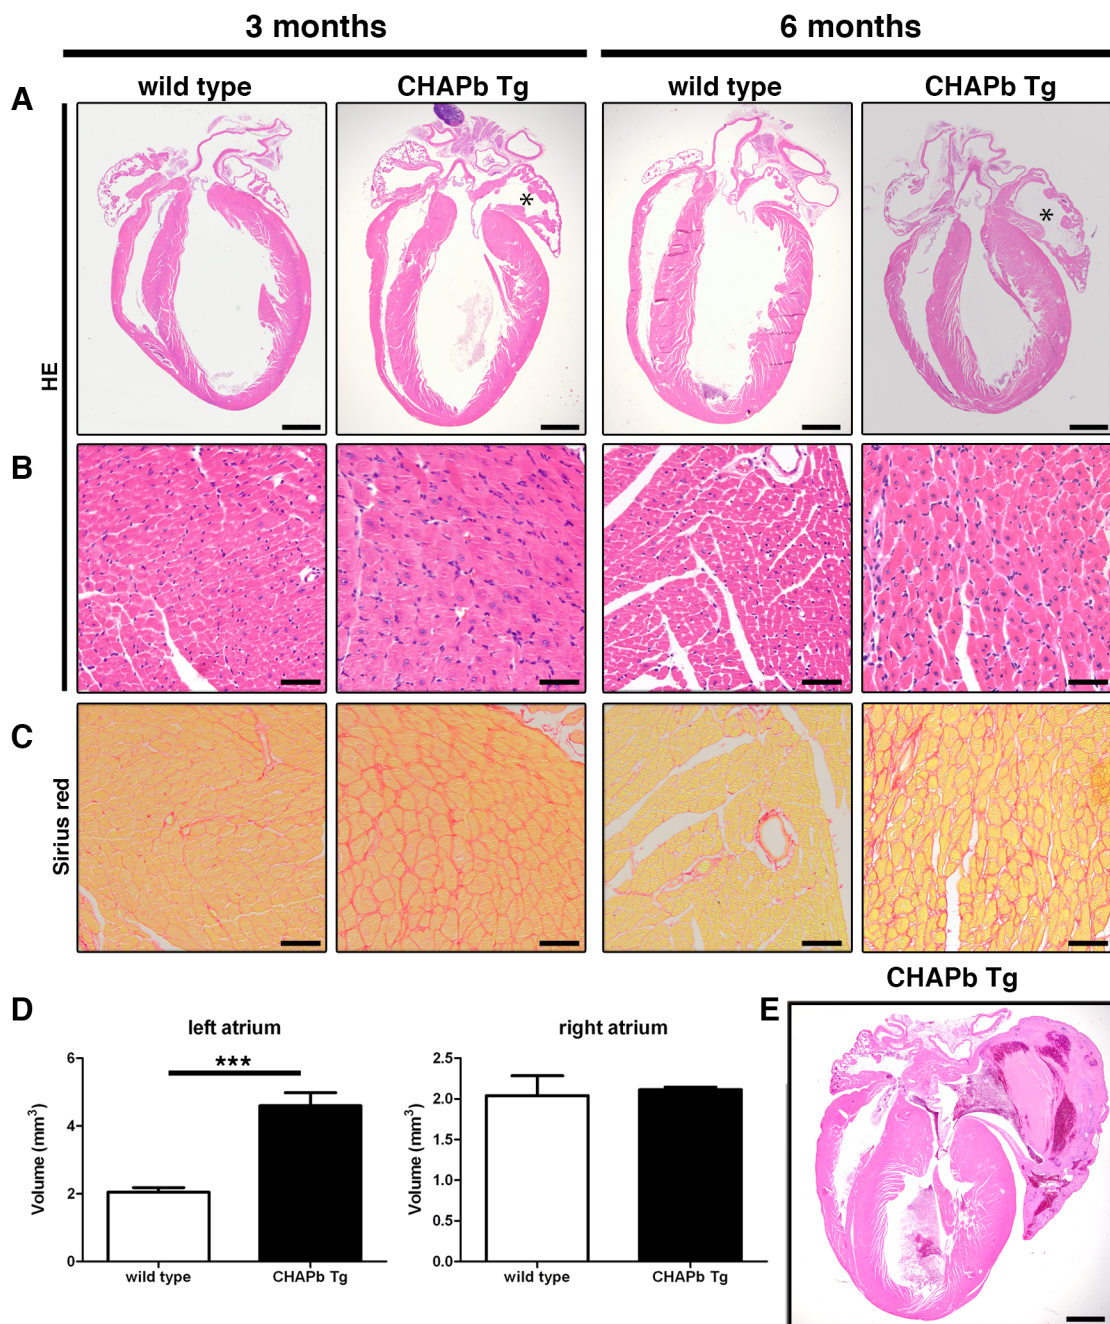 3 months
6 months
wild type
CHAPb Tg
wild type
CHAPb Tg
A
*
*
HE
B
C
Sirius red
CHAPb Tg
D
E
left atrium
right atrium
***
6
4
2
0
Volume (mm³)
wild type
CHAPb Tg
2.5
2.0
1.5
1.0
0.5
0.0
Volume (mm³)
wild type
CHAPb Tg